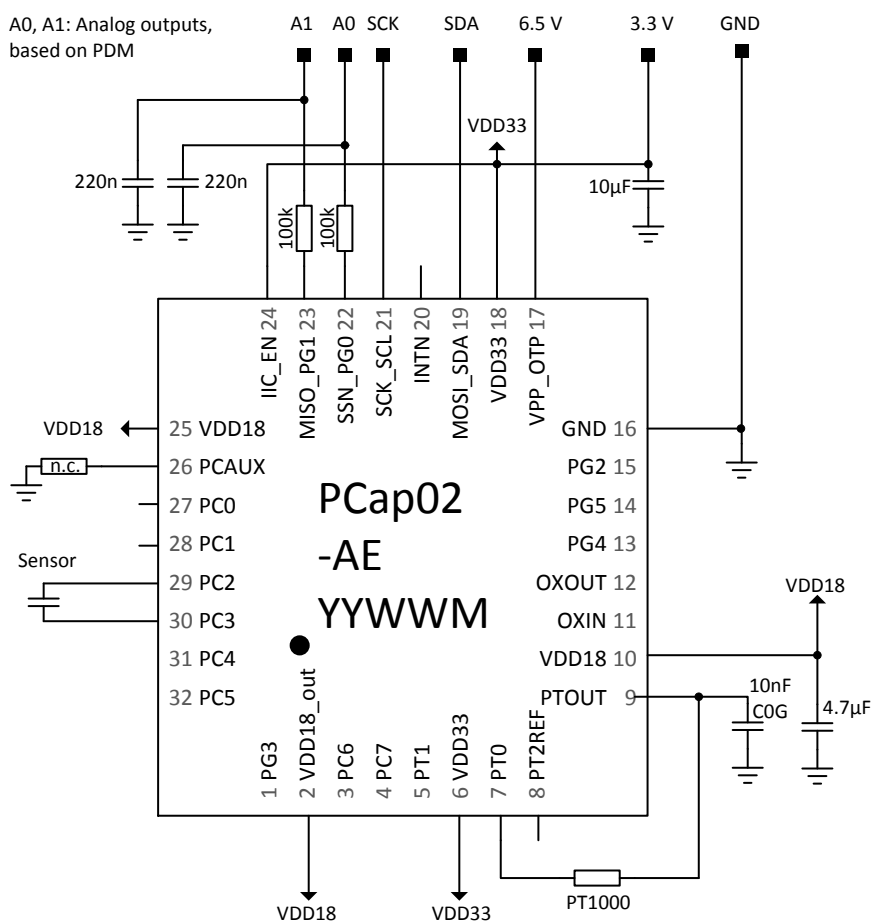 A0, A1: Analog outputs,
based on PDM
A1
A0
SCK
SDA
6.5 V
3.3 V
GND
VDD33
220n
220n
10µF
100k
100k
IIC_EN 24
MISO_PG1 23
SSN_PG0 22
SCK_SCL 21
INTN 20
MOSI_SDA 19
VDD33 18
VPP_OTP 17
VDD18
25 VDD18
n.c.
26 PCAUX
27 PC0
28 PC1
Sensor
29 PC2
30 PC3
31 PC4
32 PC5
PCap02
-AE
YYWWM
GND 16
PG2 15
PG5 14
PG4 13
OXOUT 12
OXIN 11
VDD18 10
PTOUT 9
VDD18
10nF
C0G
4.7µF
1 PG3
2 VDD18_out
3 PC6
4 PC7
5 PT1
6 VDD33
7 PT0
8 PT2REF
VDD18
VDD33
PT1000